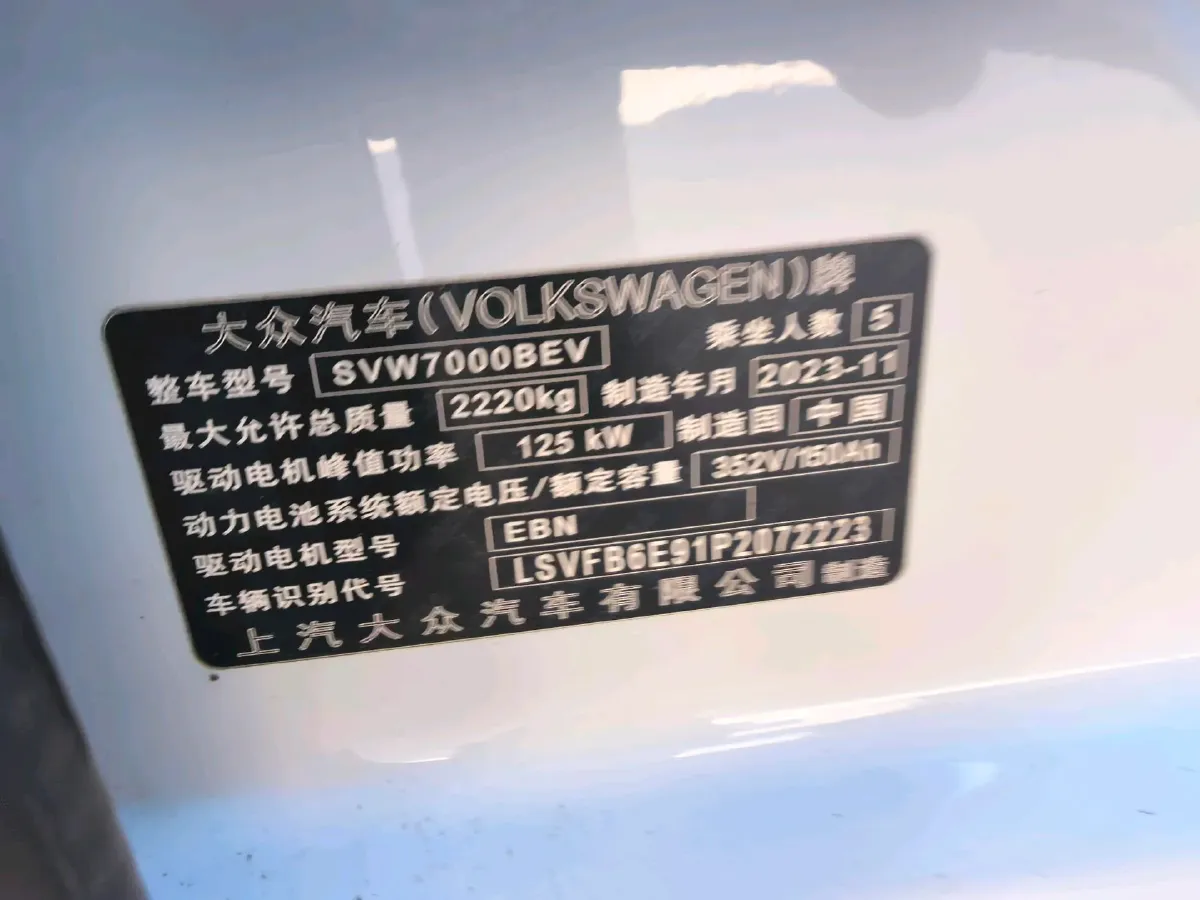 大众汽车(VOLKSWAGEN)牌
整车型号 SVW7000BEV 乘坐人数 5
最大允许总质量 2220kg 制造年月 2023-11
驱动电机峰值功率 125 kW 制造国 中国
动力电池系统额定电压/额定容量 352V/150Ah
驱动电机型号 EBN
车辆识别代号 LSVFB6E91P2072223
上汽大众汽车有限公司制造